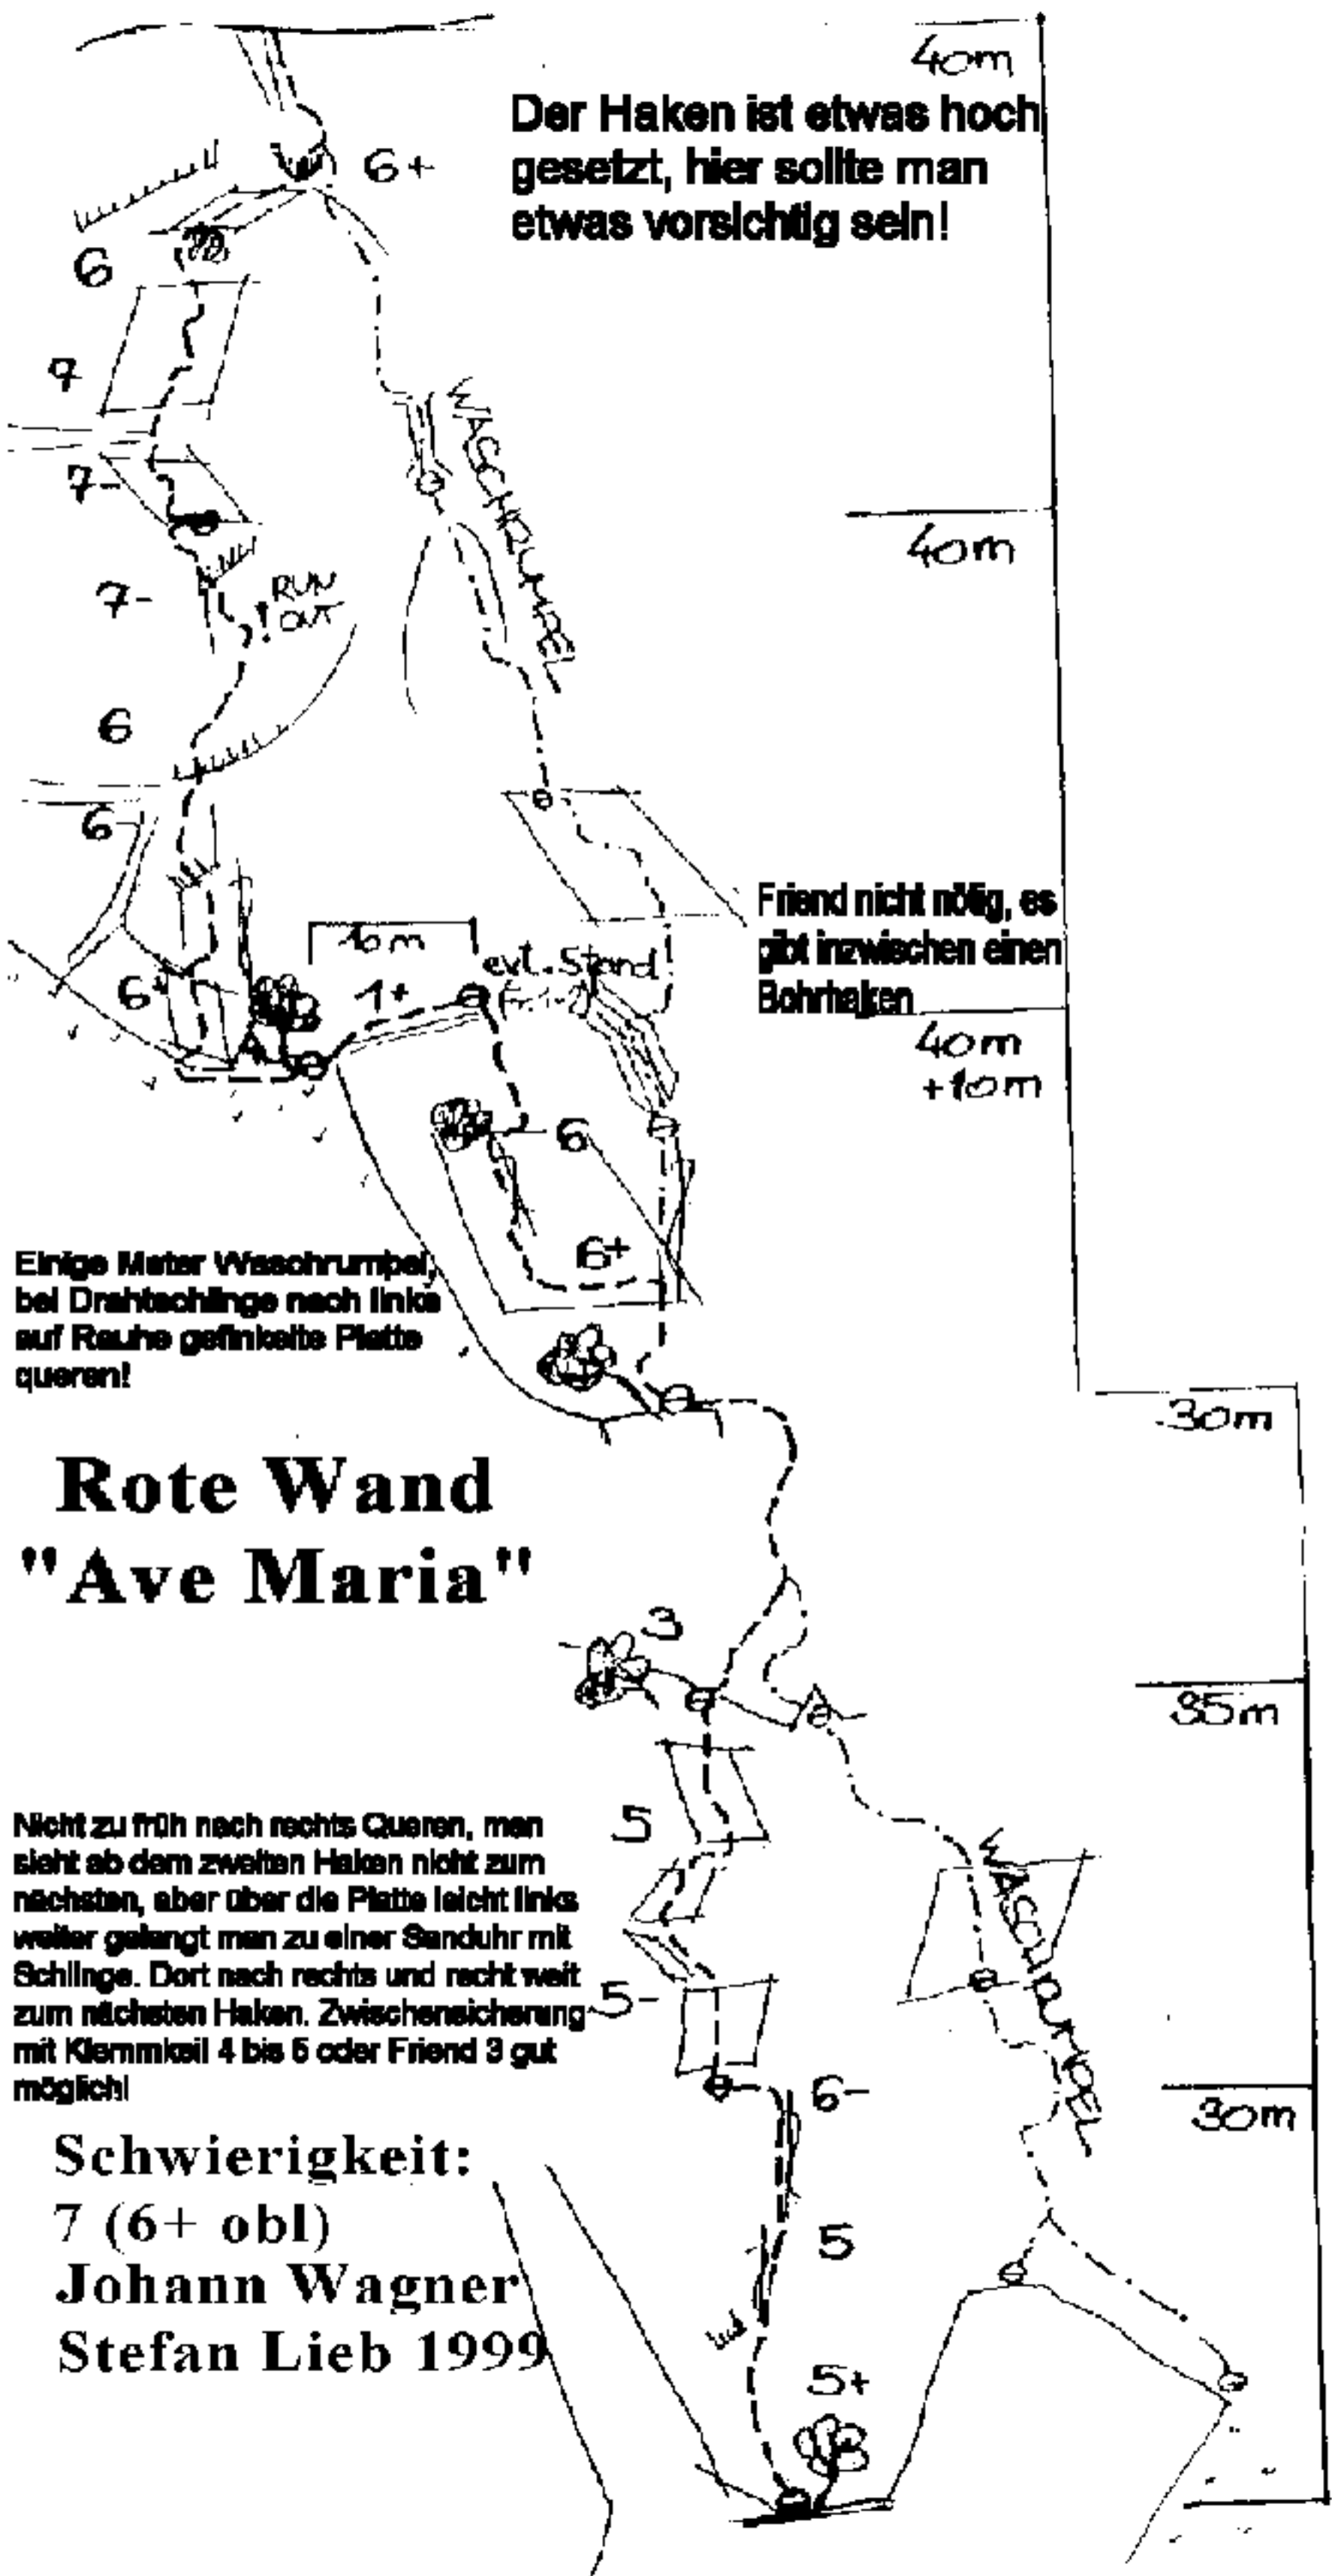 40m
Der Haken ist etwas hoch
gesetzt, hier sollte man
etwas vorsichtig sein!
6+
6
7
WASCHRUMPEL
7-
40m
7-
! RUN
OUT
6
6-
Friend nicht nötig, es
gibt inzwischen einen
Bohrhaken
10m
evt. Stand
6+
1+
40m
+10m
6
6+
Einige Meter Waschrumpel,
bei Drahtschlinge nach links
auf Rauhe gefinkelte Platte
queren!
30m
Rote Wand
"Ave Maria"
3
35m
Nicht zu früh nach rechts Queren, man
sieht ab dem zweiten Haken nicht zum
nächsten, aber über die Platte leicht links
weiter gelangt man zu einer Sanduhr mit
Schlinge. Dort nach rechts und recht weit
zum nächsten Haken. Zwischensicherung
mit Klemmkeil 4 bis 5 oder Friend 3 gut
möglich!
5
WASCHRUMPEL
5-
6-
30m
Schwierigkeit:
7 (6+ obl)
Johann Wagner
Stefan Lieb 1999
5
5+